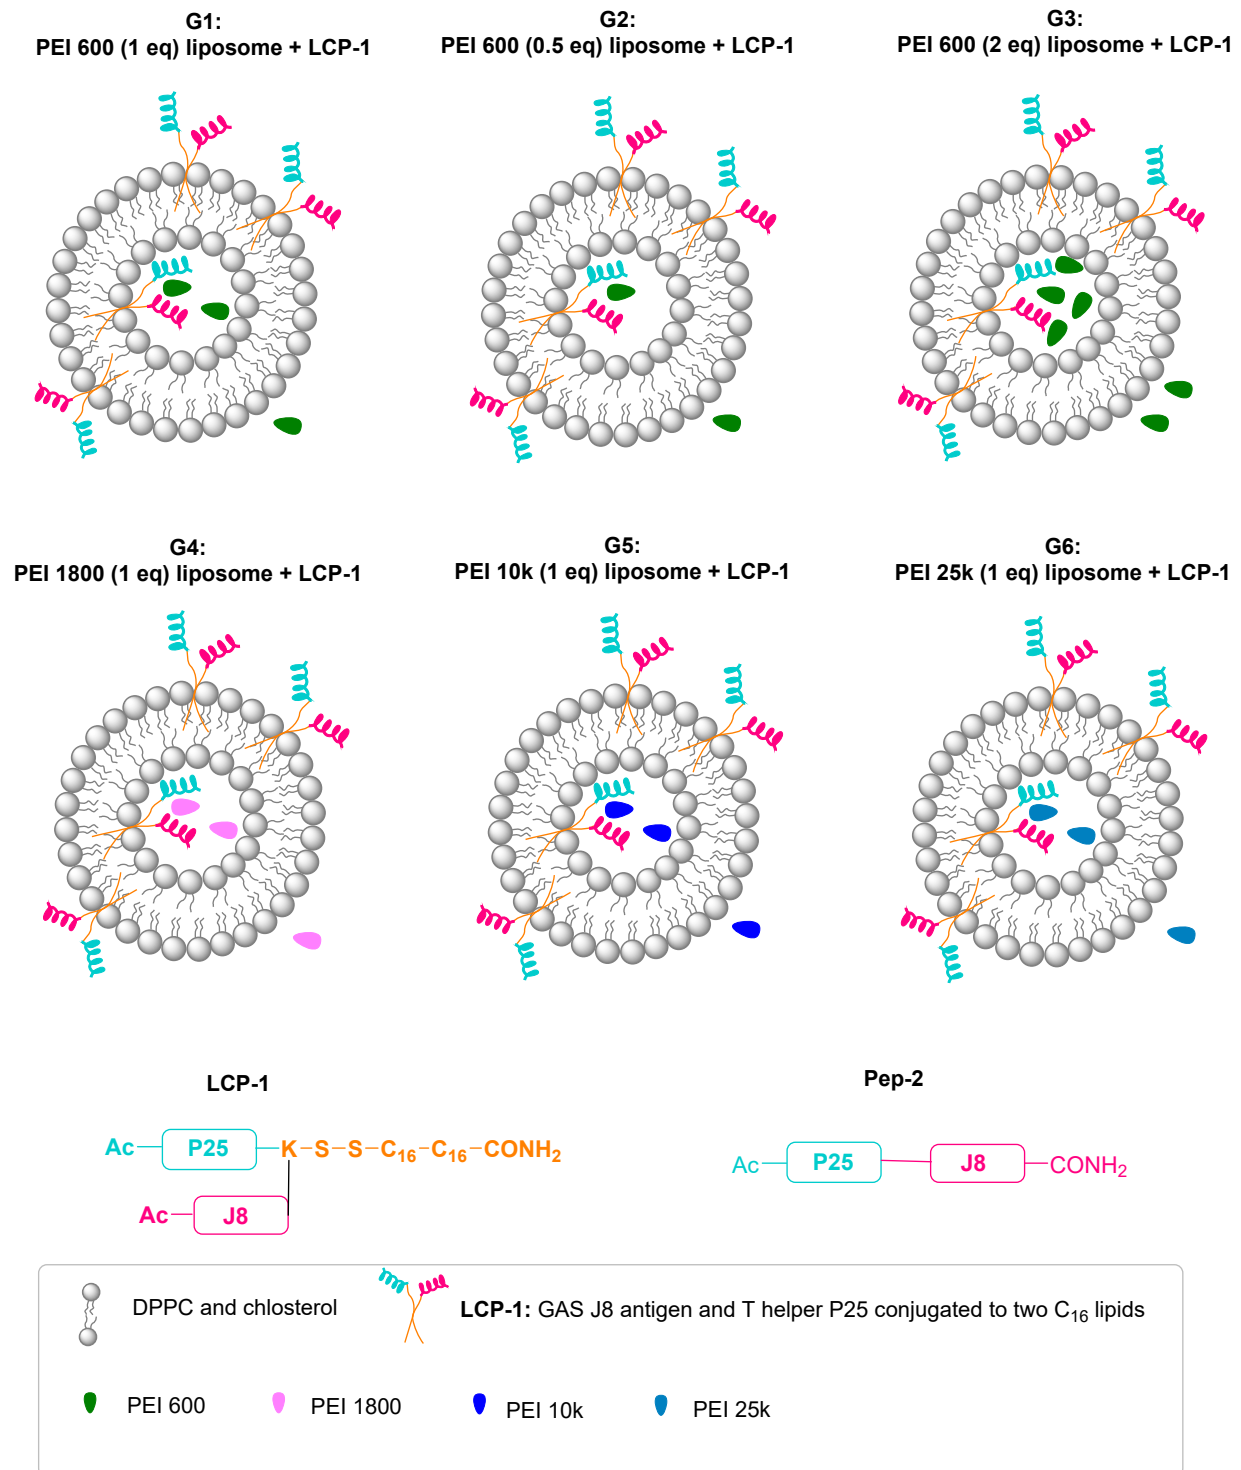 G1:
PEI 600 (1 eq) liposome + LCP-1
G2:
PEI 600 (0.5 eq) liposome + LCP-1
G3:
PEI 600 (2 eq) liposome + LCP-1
G4:
PEI 1800 (1 eq) liposome + LCP-1
G5:
PEI 10k (1 eq) liposome + LCP-1
G6:
PEI 25k (1 eq) liposome + LCP-1
LCP-1
Ac P25 K–S–S–C₁₆–C₁₆–CONH₂
Ac J8
Pep-2
Ac P25 J8 CONH₂
DPPC and chlosterol
LCP-1: GAS J8 antigen and T helper P25 conjugated to two C₁₆ lipids
PEI 600
PEI 1800
PEI 10k
PEI 25k